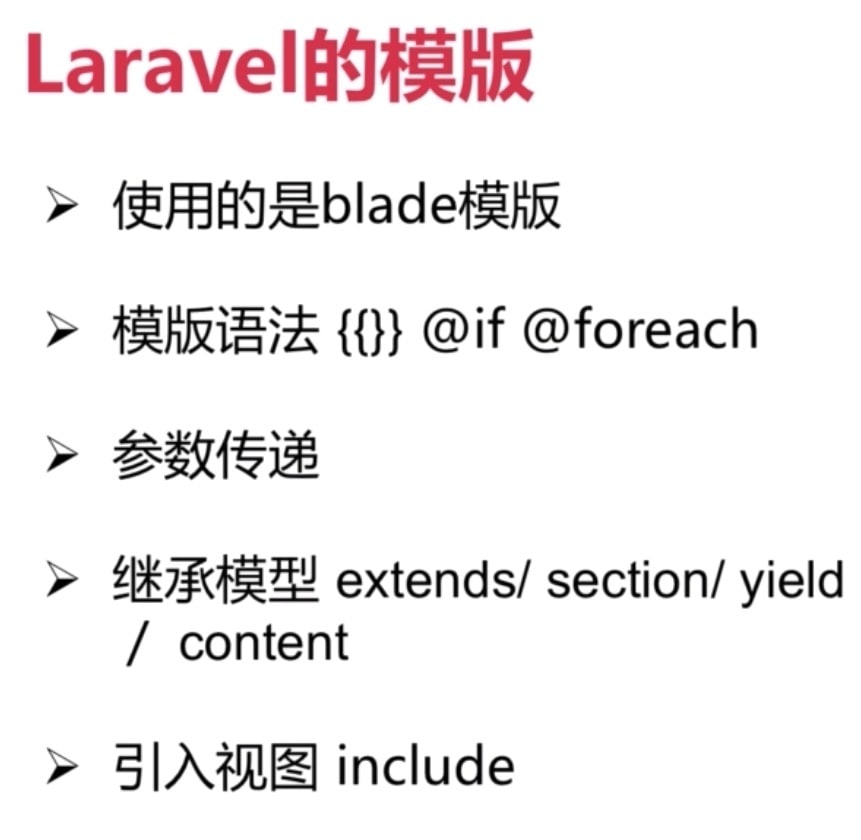 Laravel的模版
➢ 使用的是blade模版
➢ 模版语法 {{}} @if @foreach
➢ 参数传递
➢ 继承模型 extends/ section/ yield
/ content
➢ 引入视图 include